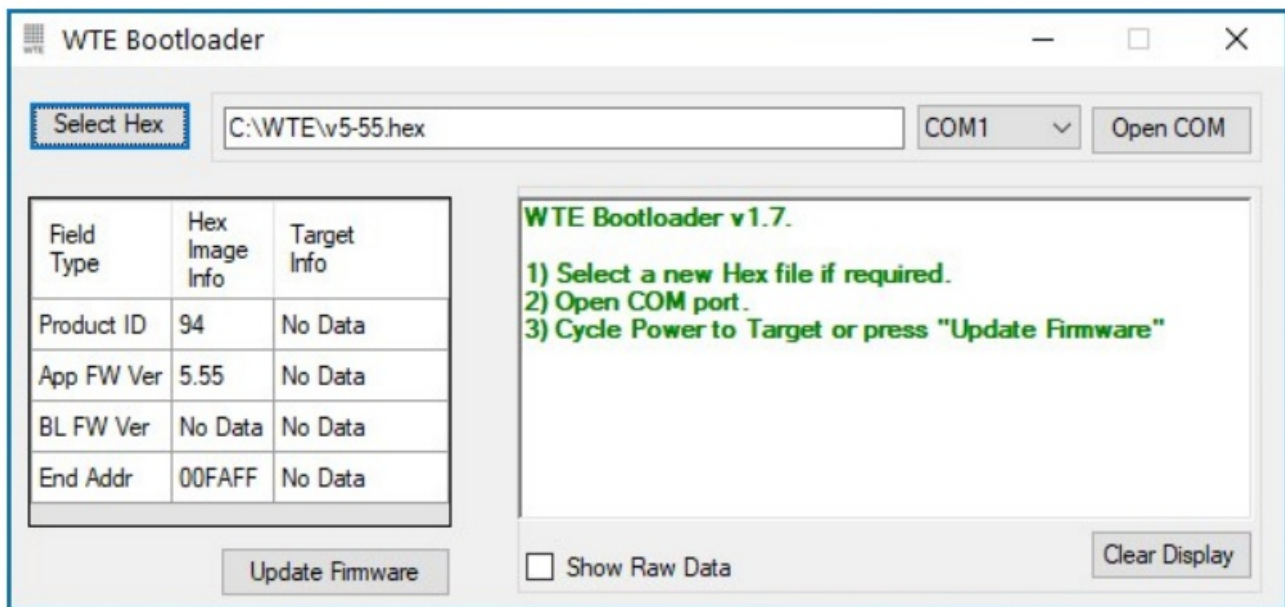 WTE
WTE Bootloader
Select Hex
C:\WTE\v5-55.hex
COM1
Open COM
Field Type
Hex Image Info
Target Info
Product ID 94 No Data
App FW Ver 5.55 No Data
BL FW Ver No Data No Data
End Addr 00FAFF No Data
Update Firmware
WTE Bootloader v1.7.
1) Select a new Hex file if required.
2) Open COM port.
3) Cycle Power to Target or press "Update Firmware"
Show Raw Data
Clear Display